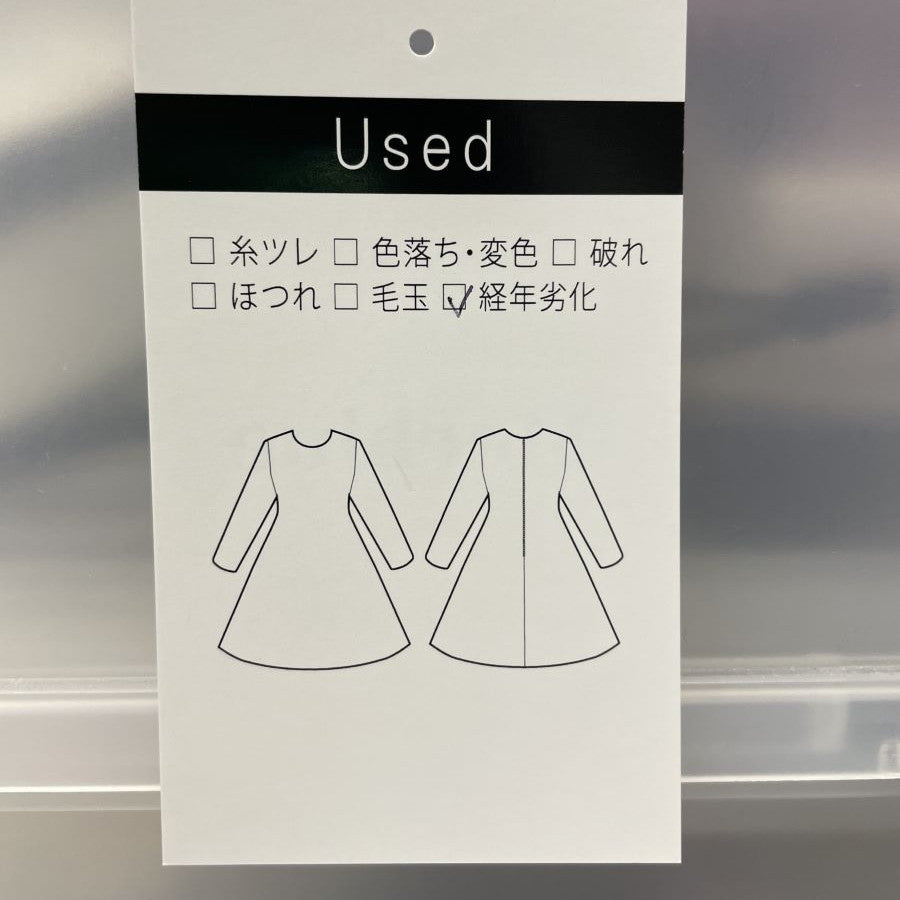 Used
□ 糸ツレ □ 色落ち・変色 □ 破れ
□ ほつれ □ 毛玉 ☑ 経年劣化